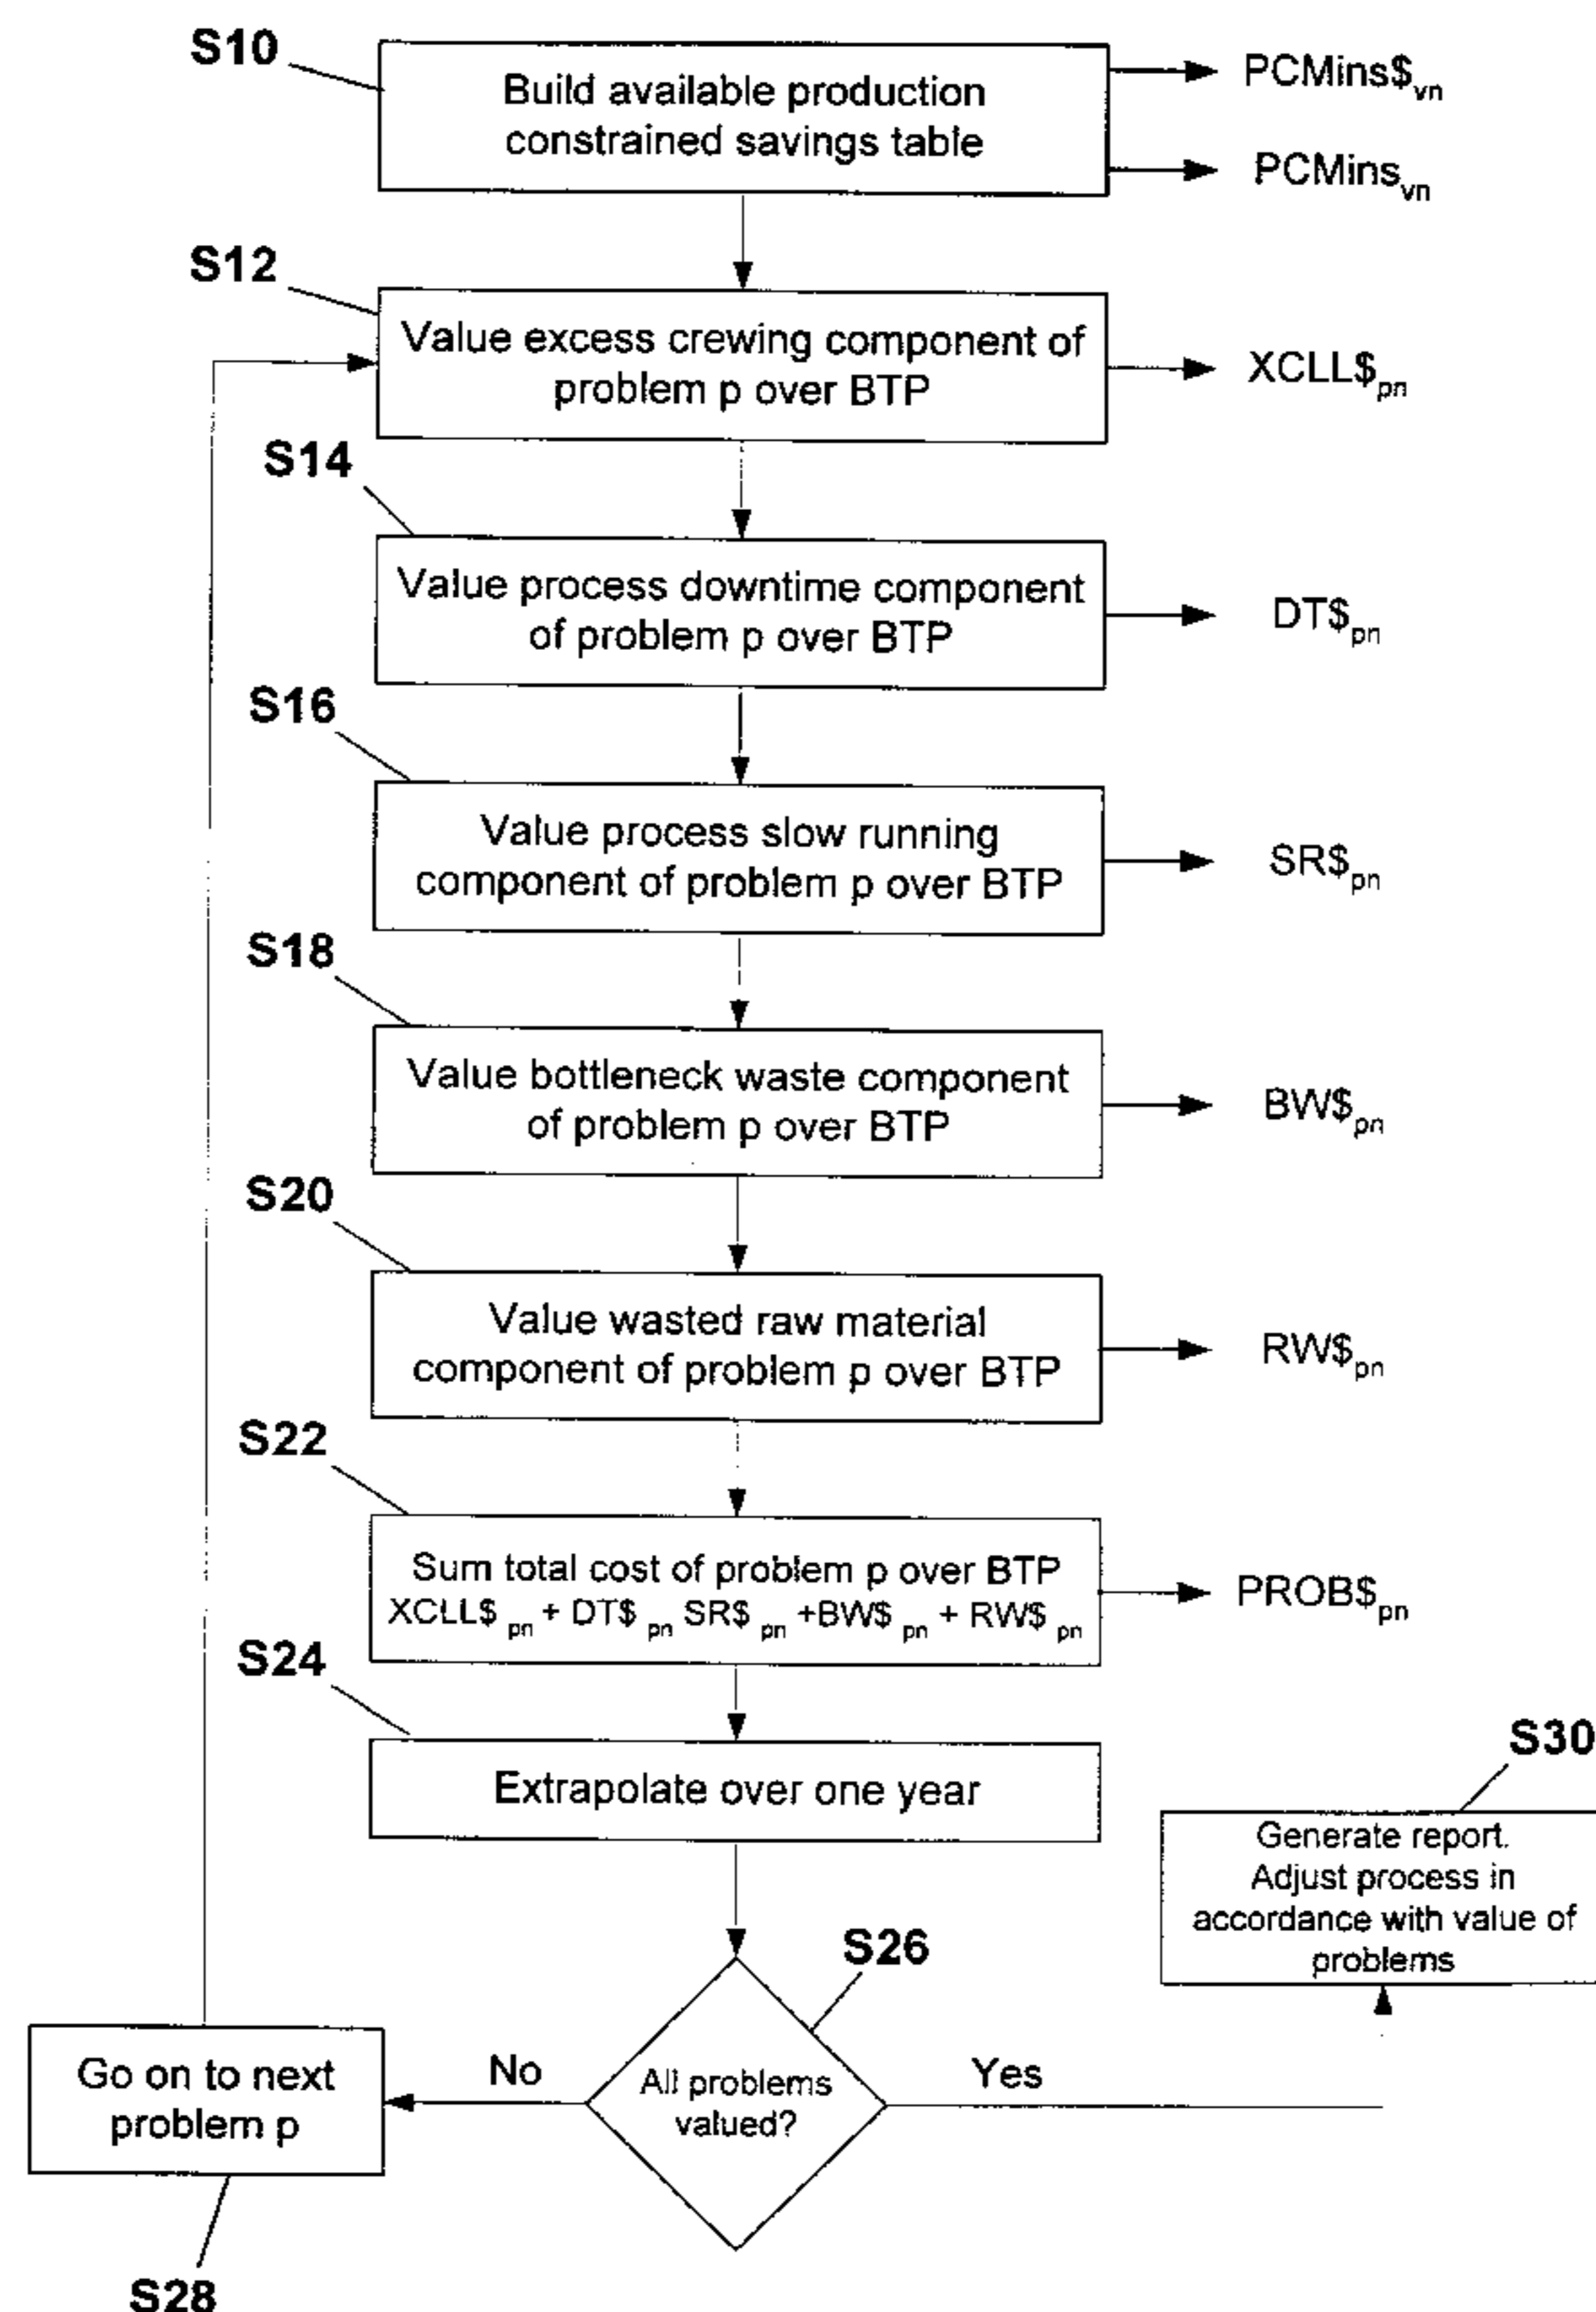 S10
Build available production
constrained savings table
PCMins$vn
PCMinsvn
S12
Value excess crewing component of
problem p over BTP
XCLL$pn
S14
Value process downtime component
of problem p over BTP
DT$pn
S16
Value process slow running
component of problem p over BTP
SR$pn
S18
Value bottleneck waste component
of problem p over BTP
BW$pn
S20
Value wasted raw material
component of problem p over BTP
RW$pn
S22
Sum total cost of problem p over BTP
XCLL$ pn + DT$ pn SR$ pn +BW$ pn + RW$ pn
PROB$pn
S24
Extrapolate over one year
S30
Generate report.
Adjust process in
accordance with value of
problems
S26
All problems
valued?
No
Yes
Go on to next
problem p
S28